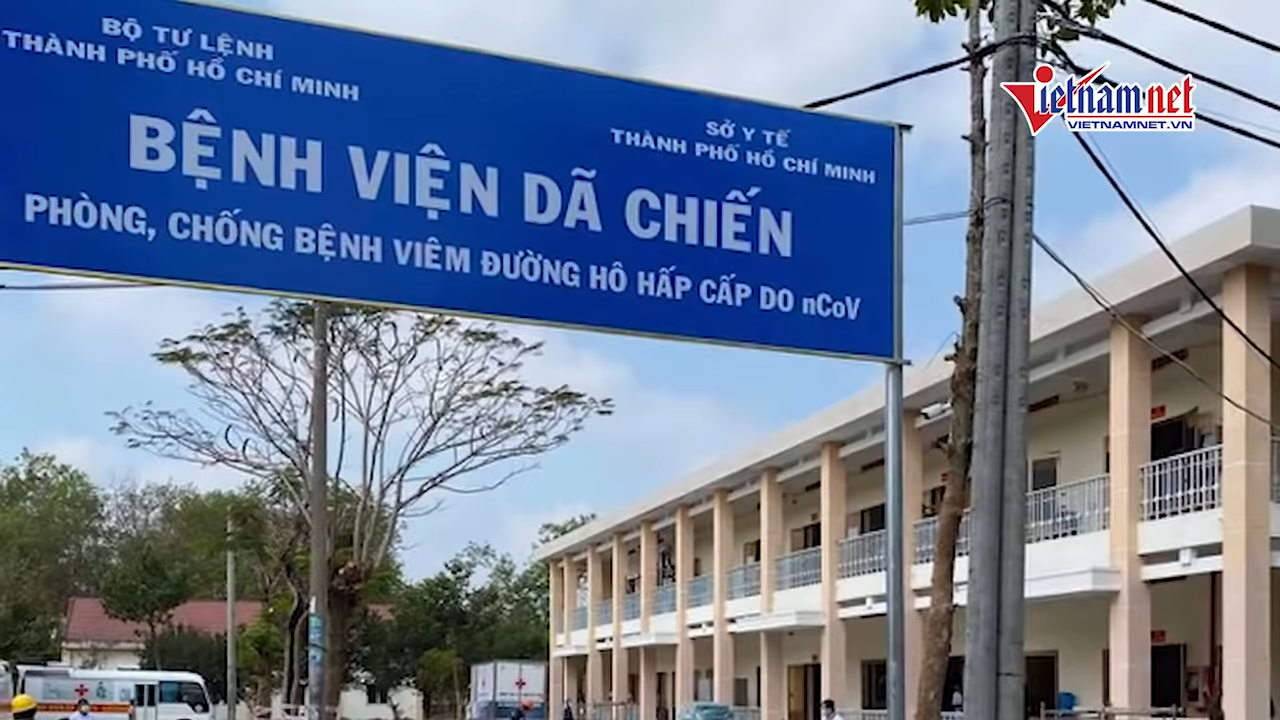 BỘ TƯ LỆNH
THÀNH PHỐ HỒ CHÍ MINH
SỞ Y TẾ
THÀNH PHỐ HỒ CHÍ MINH
BỆNH VIỆN DÃ CHIẾN
PHÒNG, CHỐNG BỆNH VIÊM ĐƯỜNG HÔ HẤP CẤP DO nCoV
Vietnamnet
VIETNAMNET.VN